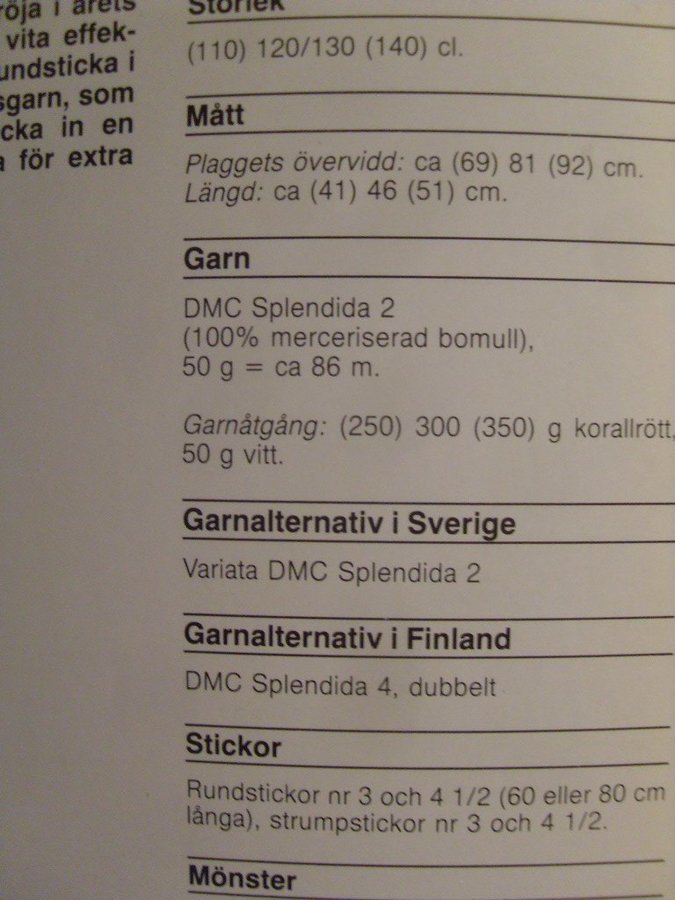 röja i årets
vita effek-
undsticka i
sgarn, som
cka in en
a för extra
Storlek
(110) 120/130 (140) cl.
Mått
Plaggets övervidd: ca (69) 81 (92) cm.
Längd: ca (41) 46 (51) cm.
Garn
DMC Splendida 2
(100% merceriserad bomull),
50 g = ca 86 m.
Garnåtgång: (250) 300 (350) g korallrött,
50 g vitt.
Garnalternativ i Sverige
Variata DMC Splendida 2
Garnalternativ i Finland
DMC Splendida 4, dubbelt
Stickor
Rundstickor nr 3 och 4 1/2 (60 eller 80 cm
långa), strumpstickor nr 3 och 4 1/2.
Mönster